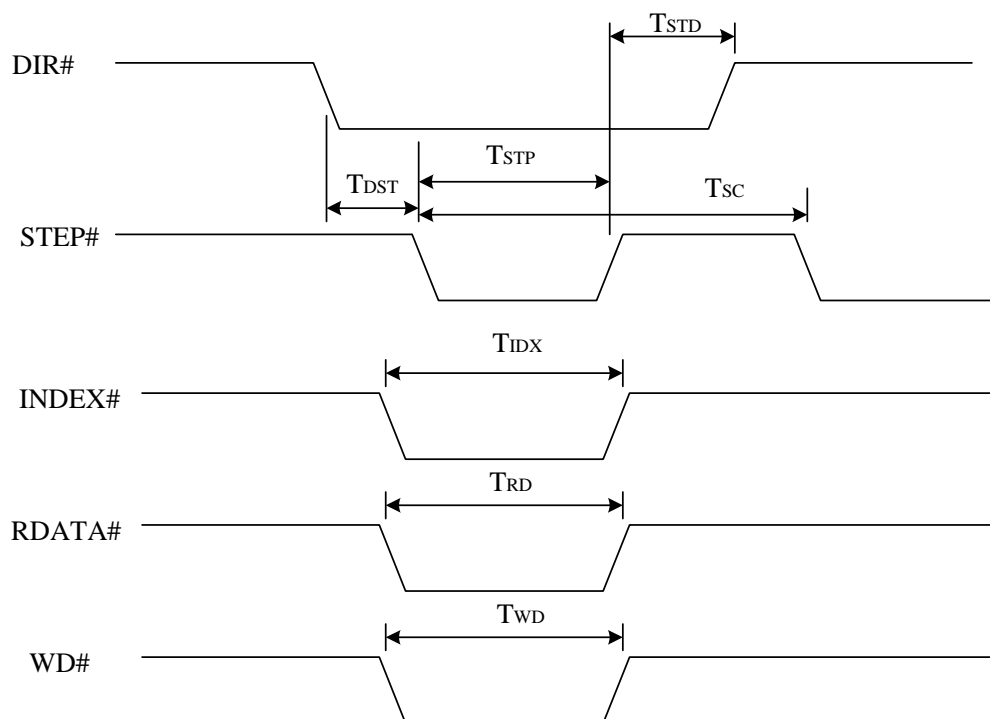 TSTD
DIR#
TSTP
TDST
TSC
STEP#
TIDX
INDEX#
TRD
RDATA#
TWD
WD#